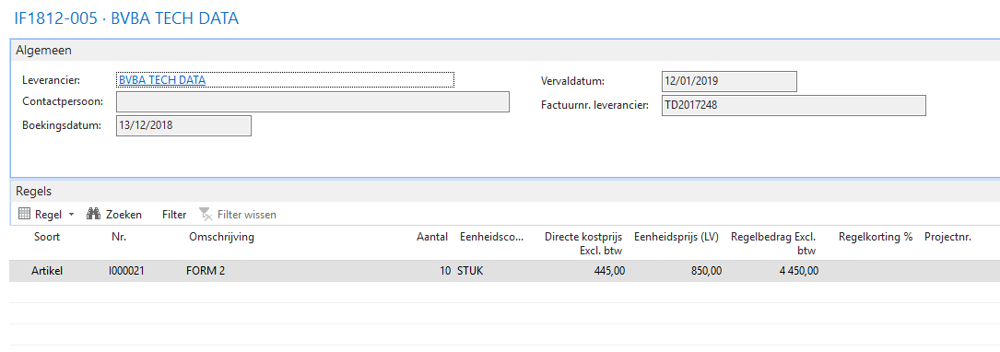 IF1812-005 · BVBA TECH DATA
Algemeen
Leverancier: BVBA TECH DATA
Vervaldatum: 12/01/2019
Contactpersoon:
Factuurnr. leverancier: TD2017248
Boekingsdatum: 13/12/2018
Regels
Regel Zoeken Filter Filter wissen
Soort Nr. Omschrijving Aantal Eenheidsco... Directe kostprijs Excl. btw Eenheidsprijs (LV) Regelbedrag Excl. btw Regelkorting % Projectnr.
Artikel I000021 FORM 2 10 STUK 445,00 850,00 4 450,00